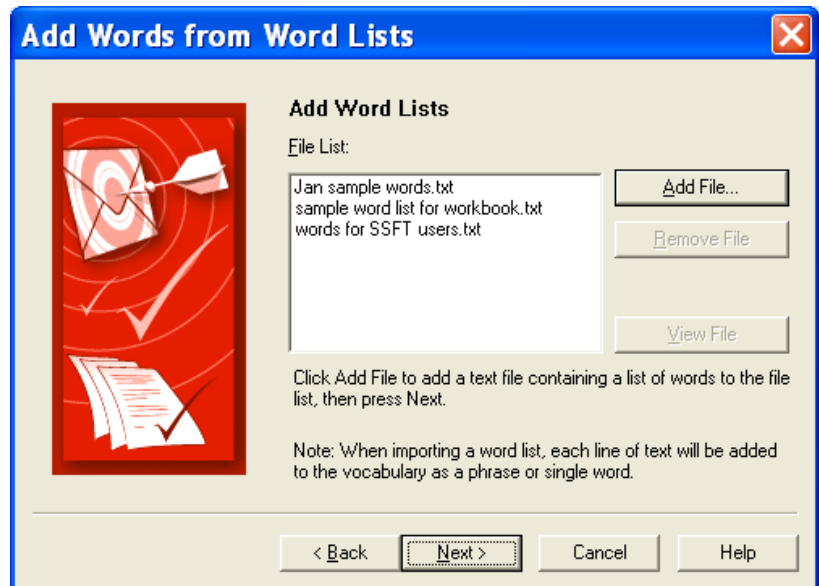 Add Words from Word Lists
Add Word Lists
File List:
Jan sample words.txt
sample word list for workbook.txt
words for SSFT users.txt
Add File...
Remove File
View File
Click Add File to add a text file containing a list of words to the file
list, then press Next.
Note: When importing a word list, each line of text will be added
to the vocabulary as a phrase or single word.
< Back
Next >
Cancel
Help